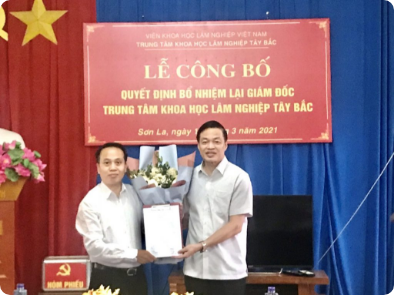 VIỆN KHOA HỌC LÂM NGHIỆP VIỆT NAM
TRUNG TÂM KHOA HỌC LÂM NGHIỆP TÂY BẮC
LỄ CÔNG BỐ
QUYẾT ĐỊNH BỔ NHIỆM LẠI GIÁM ĐỐC
TRUNG TÂM KHOA HỌC LÂM NGHIỆP TÂY BẮC
Sơn La, ngày 3 năm 2021
HÒM PHIẾU